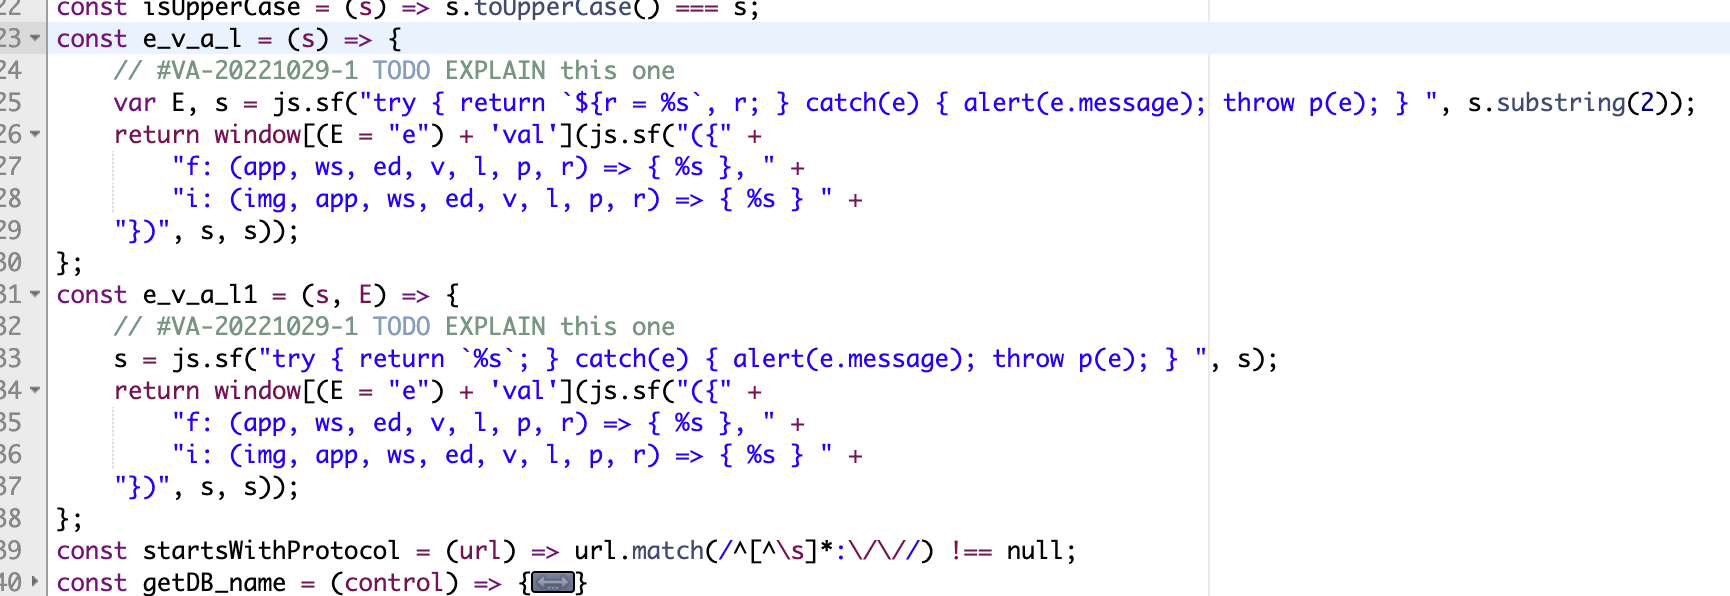 22 const isUpperCase = (s) => s.toUpperCase() === s;
23 const e_v_a_l = (s) => {
24 // #VA-20221029-1 TODO EXPLAIN this one
25 var E, s = js.sf("try { return `${r = %s`, r; } catch(e) { alert(e.message); throw p(e); } ", s.substring(2));
26 return window[(E = "e") + 'val'](js.sf("({" +
27 "f: (app, ws, ed, v, l, p, r) => { %s }, " +
28 "i: (img, app, ws, ed, v, l, p, r) => { %s } " +
29 "})", s, s));
30 };
31 const e_v_a_l1 = (s, E) => {
32 // #VA-20221029-1 TODO EXPLAIN this one
33 s = js.sf("try { return `%s`; } catch(e) { alert(e.message); throw p(e); } ", s);
34 return window[(E = "e") + 'val'](js.sf("({" +
35 "f: (app, ws, ed, v, l, p, r) => { %s }, " +
36 "i: (img, app, ws, ed, v, l, p, r) => { %s } " +
37 "})", s, s));
38 };
39 const startsWithProtocol = (url) => url.match(/^[^\s]*:\/\//) !== null;
40 const getDB_name = (control) => {}